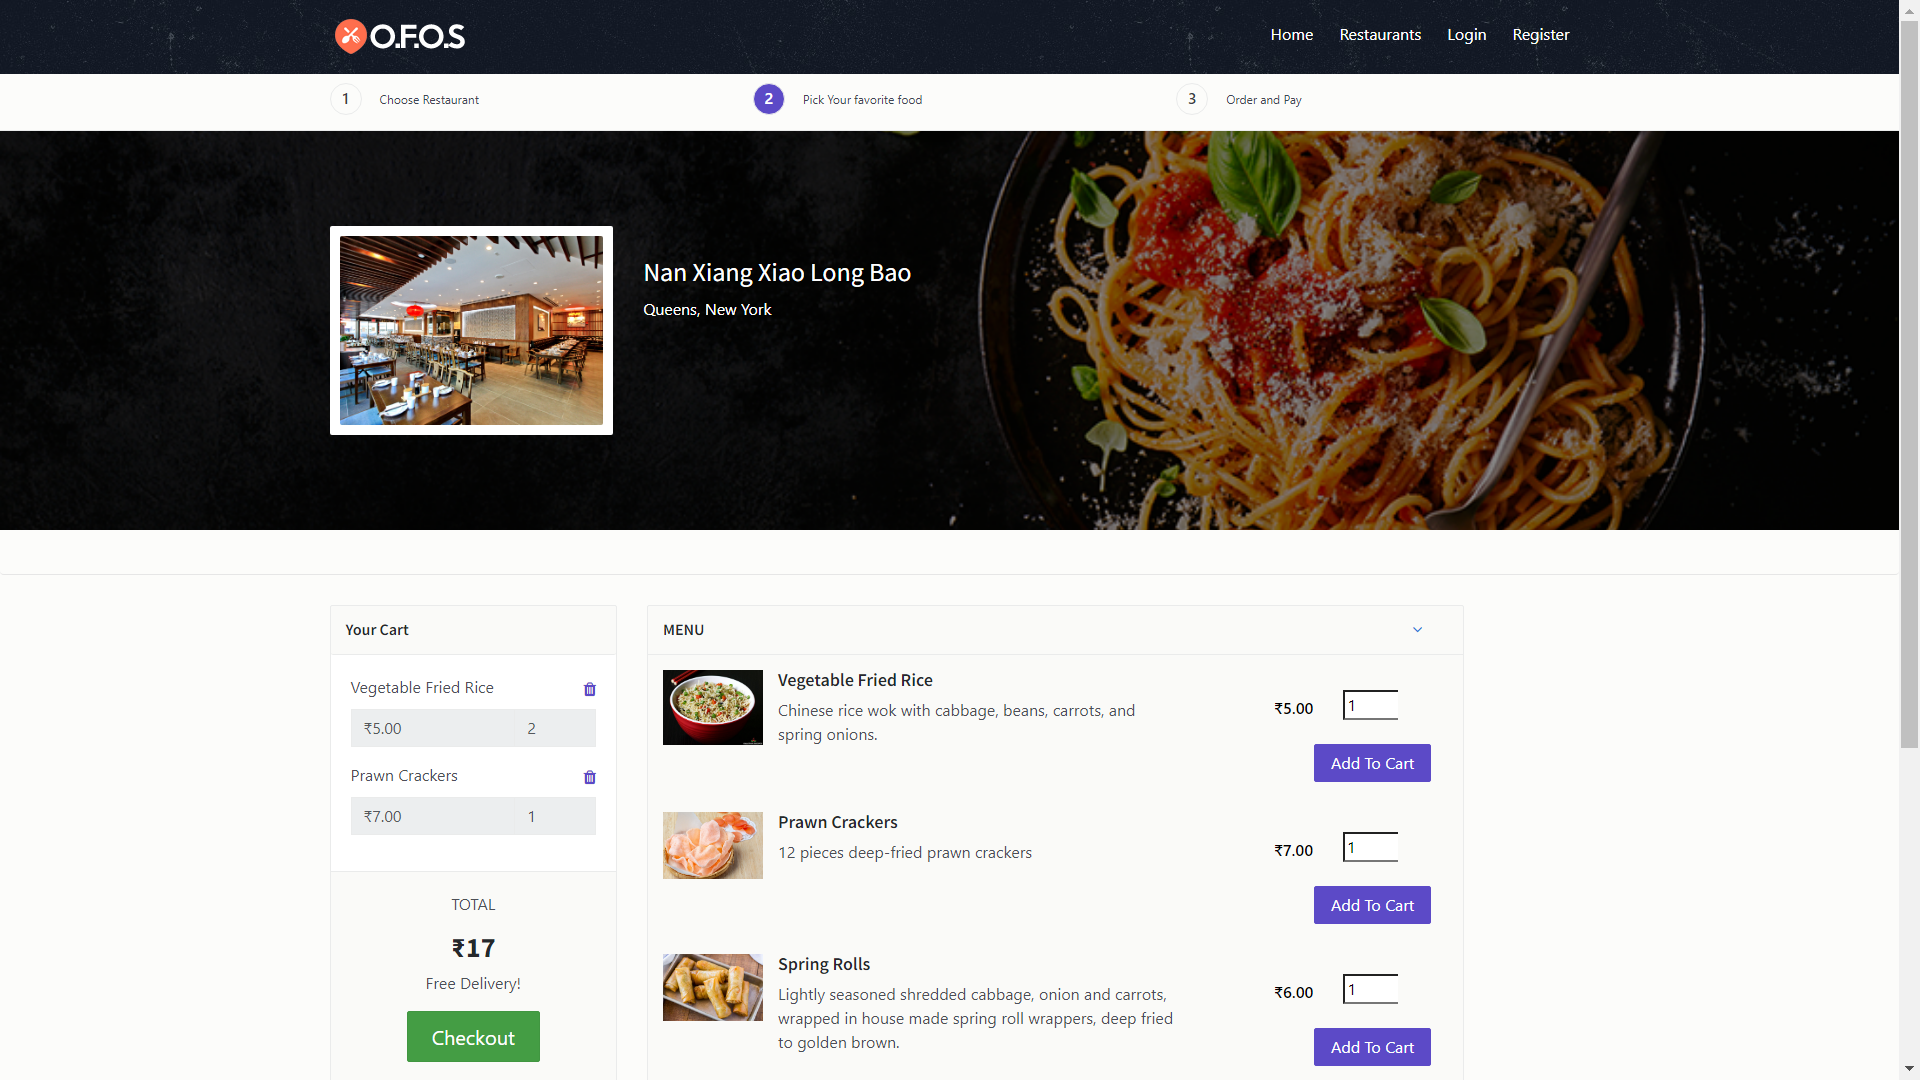 O.F.O.S
Home
Restaurants
Login
Register
1
Choose Restaurant
2
Pick Your favorite food
3
Order and Pay
Nan Xiang Xiao Long Bao
Queens, New York
Your Cart
Vegetable Fried Rice
₹5.00
2
Prawn Crackers
₹7.00
1
TOTAL
₹17
Free Delivery!
Checkout
MENU
Vegetable Fried Rice
Chinese rice wok with cabbage, beans, carrots, and
spring onions.
₹5.00
1
Add To Cart
Prawn Crackers
12 pieces deep-fried prawn crackers
₹7.00
1
Add To Cart
Spring Rolls
Lightly seasoned shredded cabbage, onion and carrots,
wrapped in house made spring roll wrappers, deep fried
to golden brown.
₹6.00
1
Add To Cart